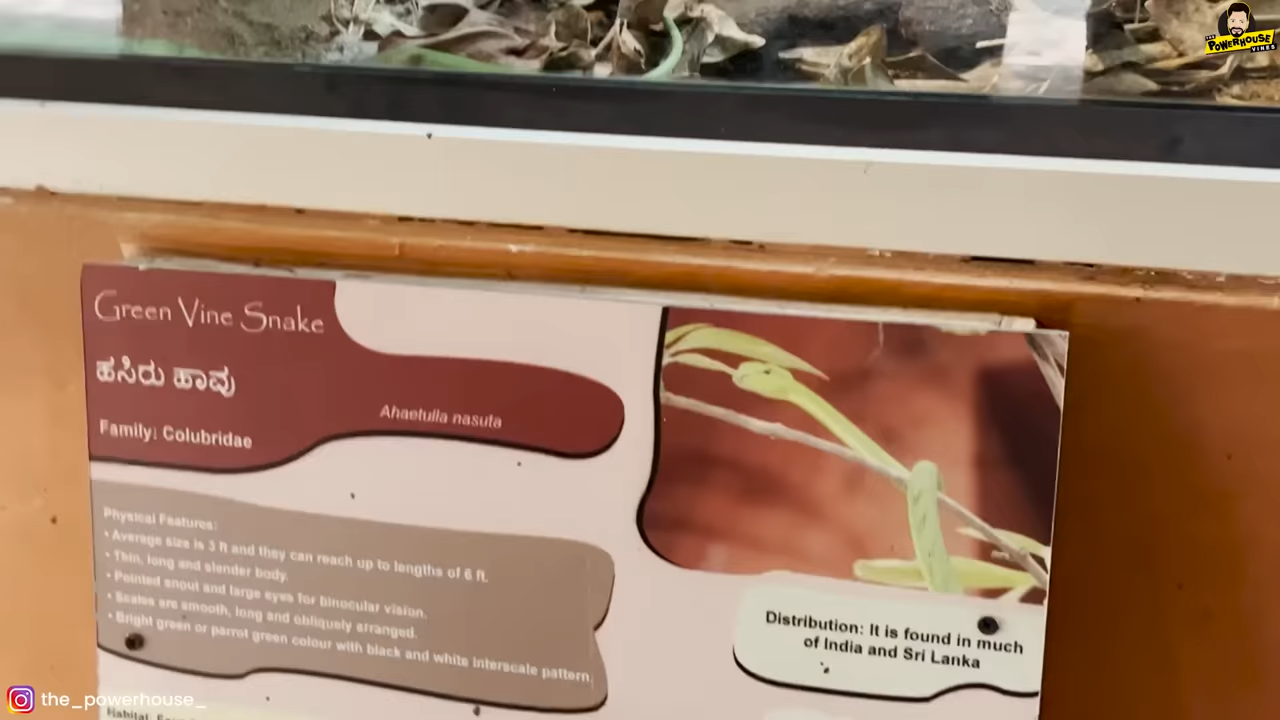 THE
POWERHOUSE
VINES
Green Vine Snake
ಹಸಿರು ಹಾವು
Ahaetulla nasuta
Family: Colubridae
Physical Features:
• Average size is 3 ft and they can reach up to lengths of 6 ft.
• Thin, long and slender body.
• Pointed snout and large eyes for binocular vision.
• Scales are smooth, long and obliquely arranged.
• Bright green or parrot green colour with black and white interscale pattern.
Distribution: It is found in much
of India and Sri Lanka
Habitat:
the_powerhouse_